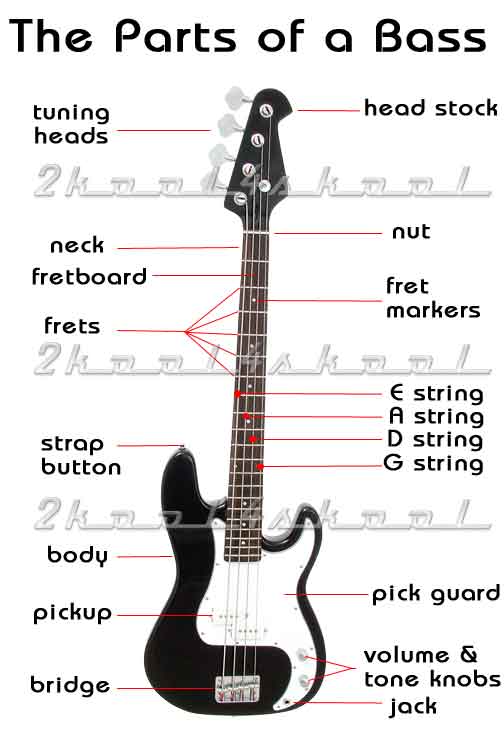 The Parts of a Bass
tuning
heads
head stock
2kool4skool
neck
nut
fretboard
fret
markers
frets
2kool4skool
E string
A string
D string
G string
strap
button
2kool4skool
body
pick guard
pickup
volume &
tone knobs
bridge
jack